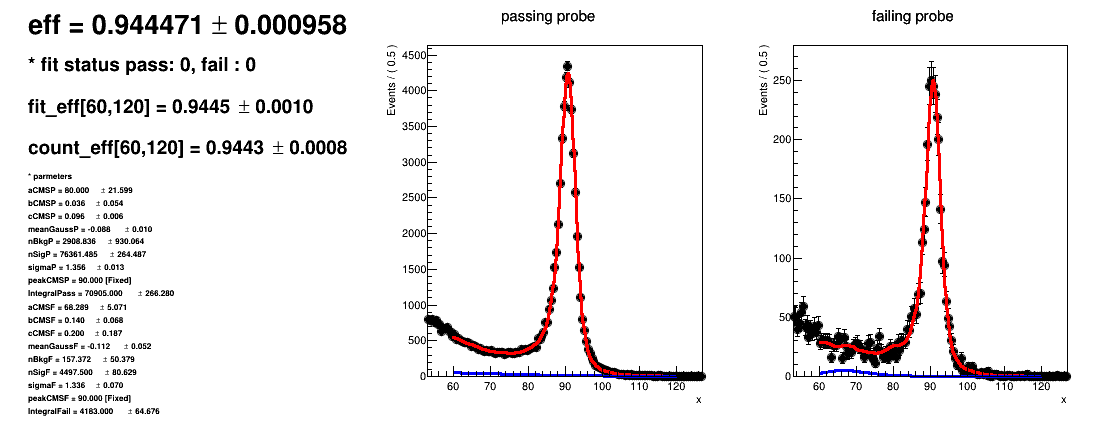 eff = 0.944471 ± 0.000958
* fit status pass: 0, fail : 0
fit_eff[60,120] = 0.9445 ± 0.0010
count_eff[60,120] = 0.9443 ± 0.0008
* parmeters
aCMSP = 80.000 ± 21.599
bCMSP = 0.036 ± 0.054
cCMSP = 0.096 ± 0.006
meanGaussP = -0.088 ± 0.010
nBkgP = 2908.836 ± 930.064
nSigP = 76361.485 ± 264.487
sigmaP = 1.356 ± 0.013
peakCMSP = 90.000 [Fixed]
IntegralPass = 70905.000 ± 266.280
aCMSF = 68.289 ± 5.071
bCMSF = 0.140 ± 0.068
cCMSF = 0.200 ± 0.187
meanGaussF = -0.112 ± 0.052
nBkgF = 157.372 ± 50.379
nSigF = 4497.500 ± 80.629
sigmaF = 1.336 ± 0.070
peakCMSF = 90.000 [Fixed]
IntegralFail = 4183.000 ± 64.676
passing probe
Events / ( 0.5 )
4500
4000
3500
3000
2500
2000
1500
1000
500
0
60 70 80 90 100 110 120
x
failing probe
Events / ( 0.5 )
250
200
150
100
50
0
60 70 80 90 100 110 120
x